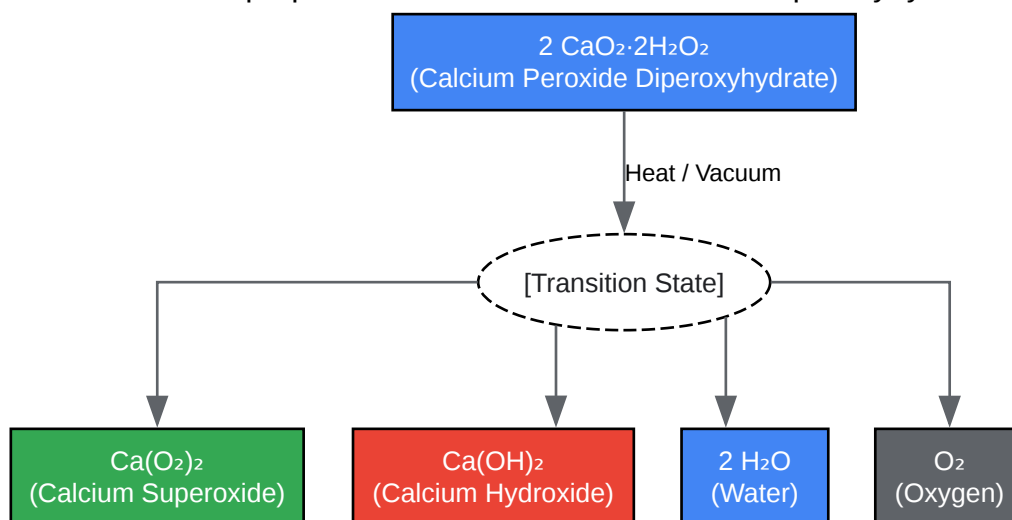 2 CaO₂·2H₂O₂
(Calcium Peroxide Diperoxyhydrate)
Heat / Vacuum
[Transition State]
Ca(O₂)₂
(Calcium Superoxide)
Ca(OH)₂
(Calcium Hydroxide)
2 H₂O
(Water)
O₂
(Oxygen)